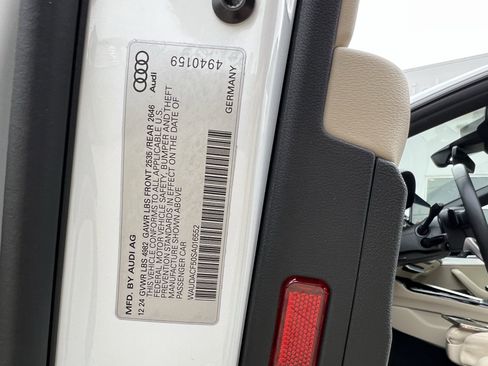 MFD. BY AUDI AG
12 24 GVWR LBS 4982 GAWR LBS FRONT 2535 /REAR 2646
THIS VEHICLE CONFORMS TO ALL APPLICABLE U.S.
FEDERAL MOTOR VEHICLE SAFETY, BUMPER AND THEFT
PREVENTION STANDARDS IN EFFECT ON THE DATE OF
MANUFACTURE SHOWN ABOVE
PASSENGER CAR
WAUDACF50SA016552
Audi
4940159
GERMANY